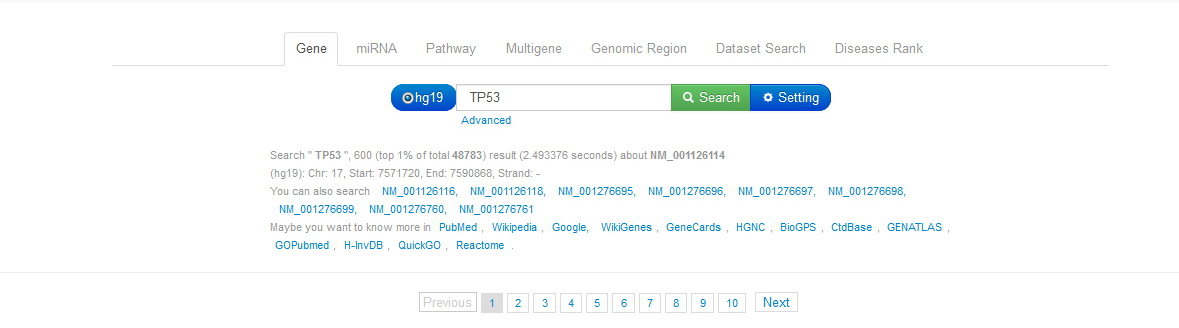 Gene miRNA Pathway Multigene Genomic Region Dataset Search Diseases Rank
hg19 TP53 Search Setting
Advanced
Search " TP53 ", 600 (top 1% of total 48783) result (2.493376 seconds) about NM_001126114
(hg19): Chr: 17, Start: 7571720, End: 7590868, Strand: -
You can also search NM_001126116, NM_001126118, NM_001276695, NM_001276696, NM_001276697, NM_001276698,
NM_001276699, NM_001276760, NM_001276761
Maybe you want to know more in PubMed , Wikipedia , Google, WikiGenes , GeneCards , HGNC , BioGPS , CtdBase , GENATLAS ,
GOPubmed , H-InvDB , QuickGO , Reactome .
Previous 1 2 3 4 5 6 7 8 9 10 Next